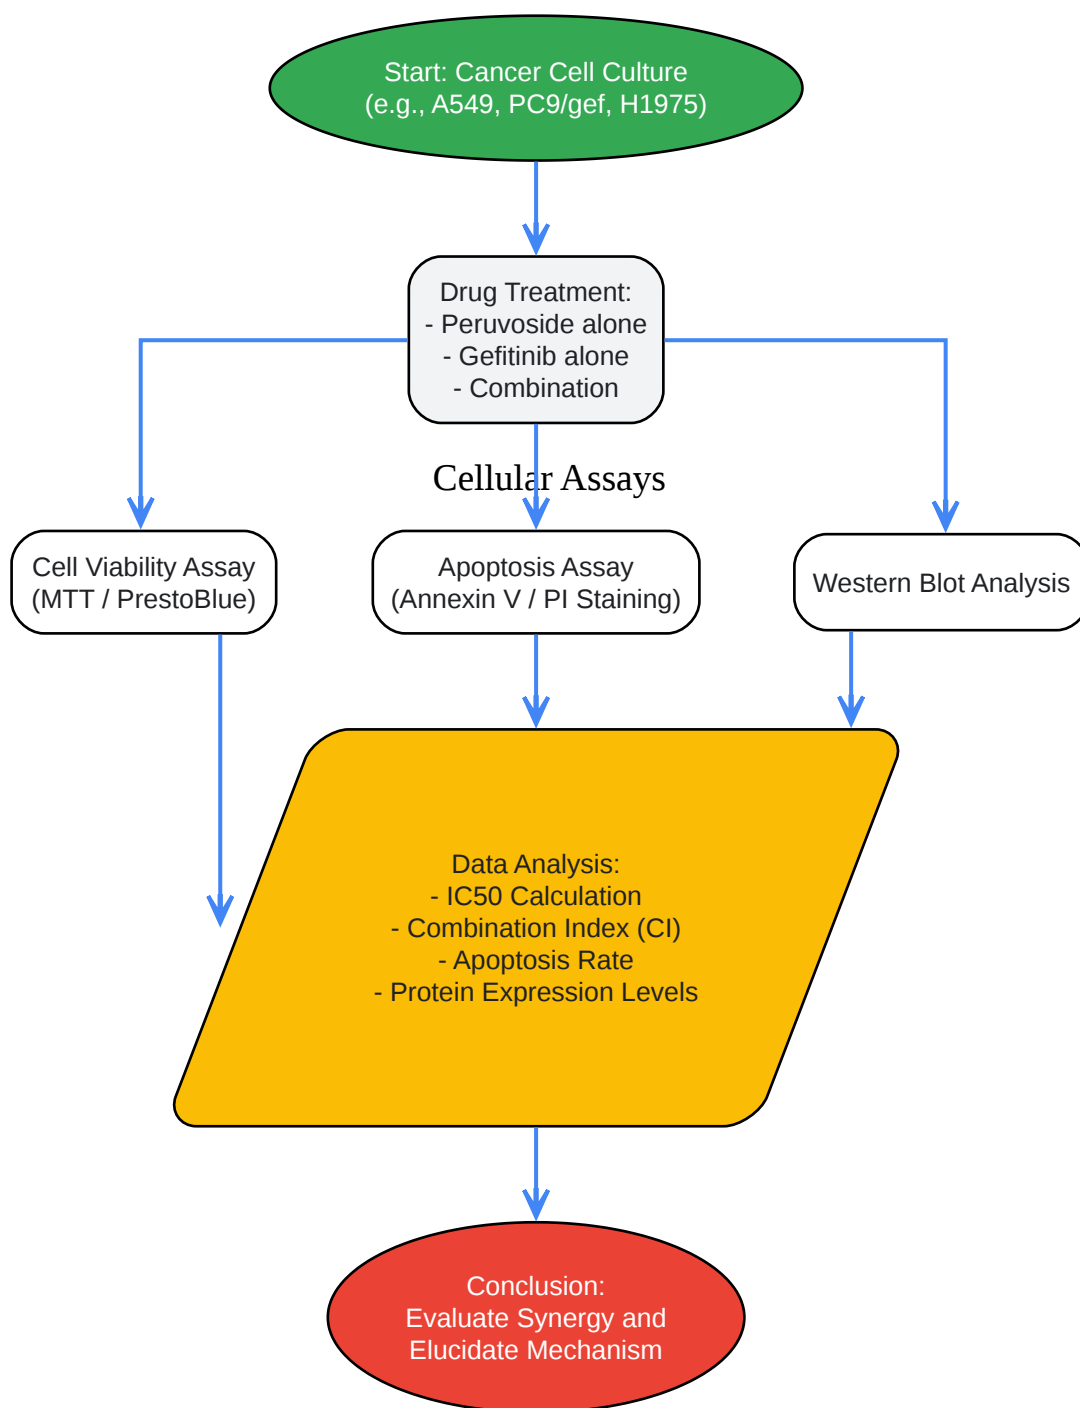 Start: Cancer Cell Culture
(e.g., A549, PC9/gef, H1975)
Drug Treatment:
- Peruvoside alone
- Gefitinib alone
- Combination
Cellular Assays
Cell Viability Assay
(MTT / PrestoBlue)
Apoptosis Assay
(Annexin V / PI Staining)
Western Blot Analysis
Data Analysis:
- IC50 Calculation
- Combination Index (CI)
- Apoptosis Rate
- Protein Expression Levels
Conclusion:
Evaluate Synergy and
Elucidate Mechanism